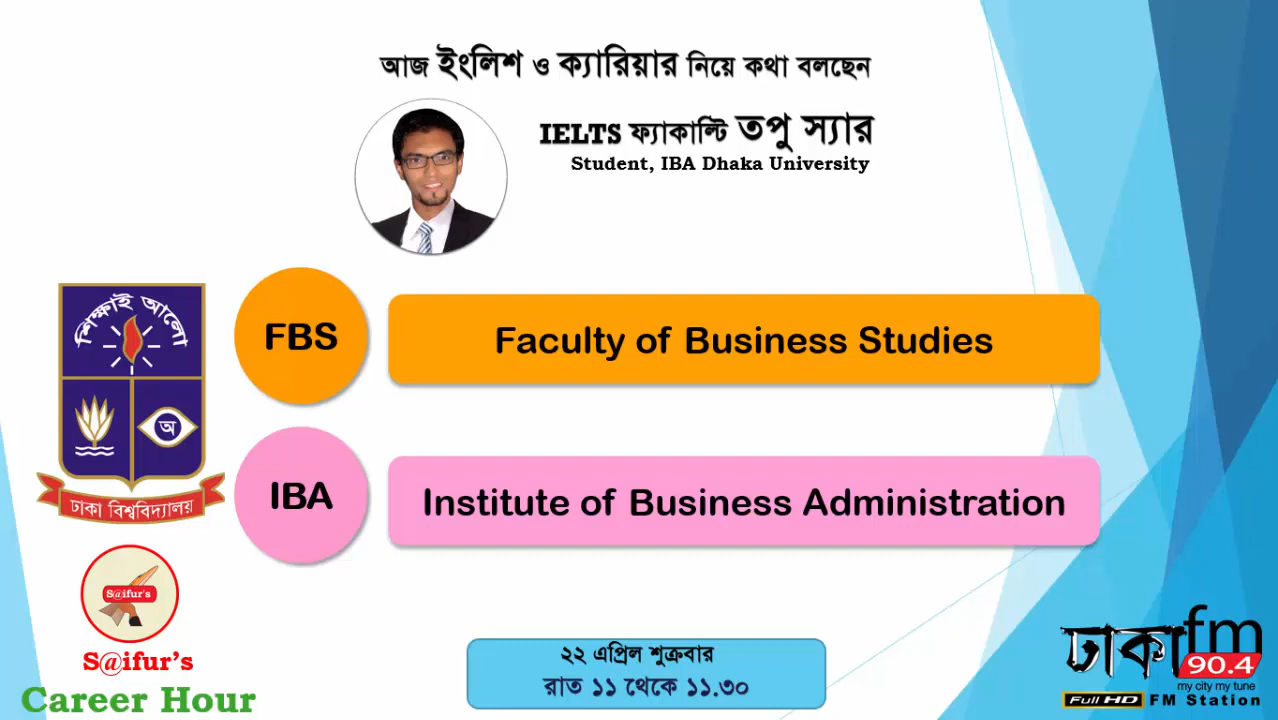 আজ ইংলিশ ও ক্যারিয়ার নিয়ে কথা বলছেন
IELTS ফ্যাকাল্টি তপু স্যার
Student, IBA Dhaka University
শিক্ষাই আলো
অ
ঢাকা বিশ্ববিদ্যালয়
FBS
Faculty of Business Studies
IBA
Institute of Business Administration
S@ifur's
S@ifur's
Career Hour
২২ এপ্রিল শুক্রবার
রাত ১১ থেকে ১১.৩০
ঢাকা fm
90.4
my city my tune
Full HD FM Station